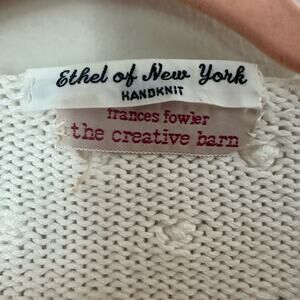 Ethel of New York
HANDKNIT
frances fowler
the creative barn